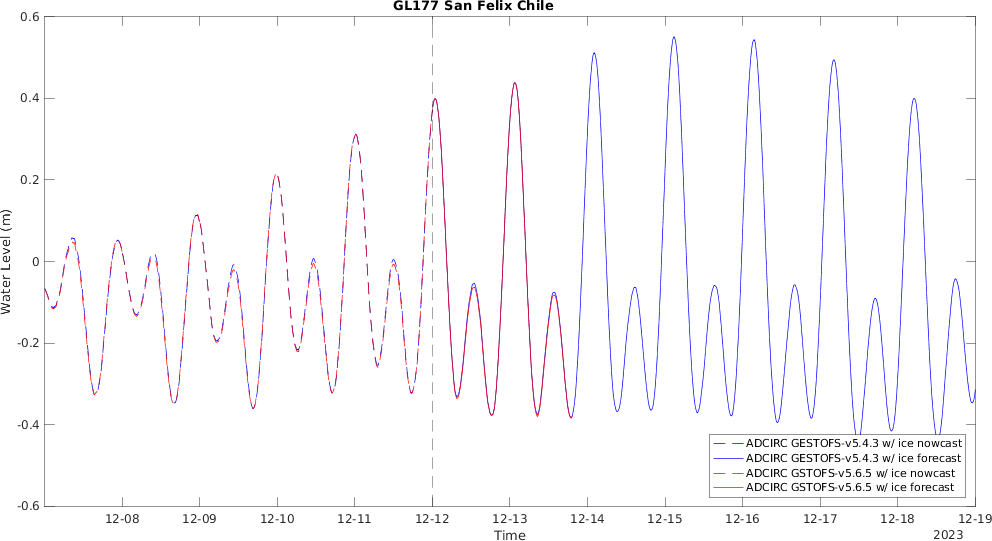 GL177 San Felix Chile
0.6
0.4
0.2
0
-0.2
-0.4
-0.6
Water Level (m)
ADCIRC GESTOFS-v5.4.3 w/ ice nowcast
ADCIRC GESTOFS-v5.4.3 w/ ice forecast
ADCIRC GSTOFS-v5.6.5 w/ ice nowcast
ADCIRC GSTOFS-v5.6.5 w/ ice forecast
12-08 12-09 12-10 12-11 12-12 12-13 12-14 12-15 12-16 12-17 12-18 12-19
Time
2023